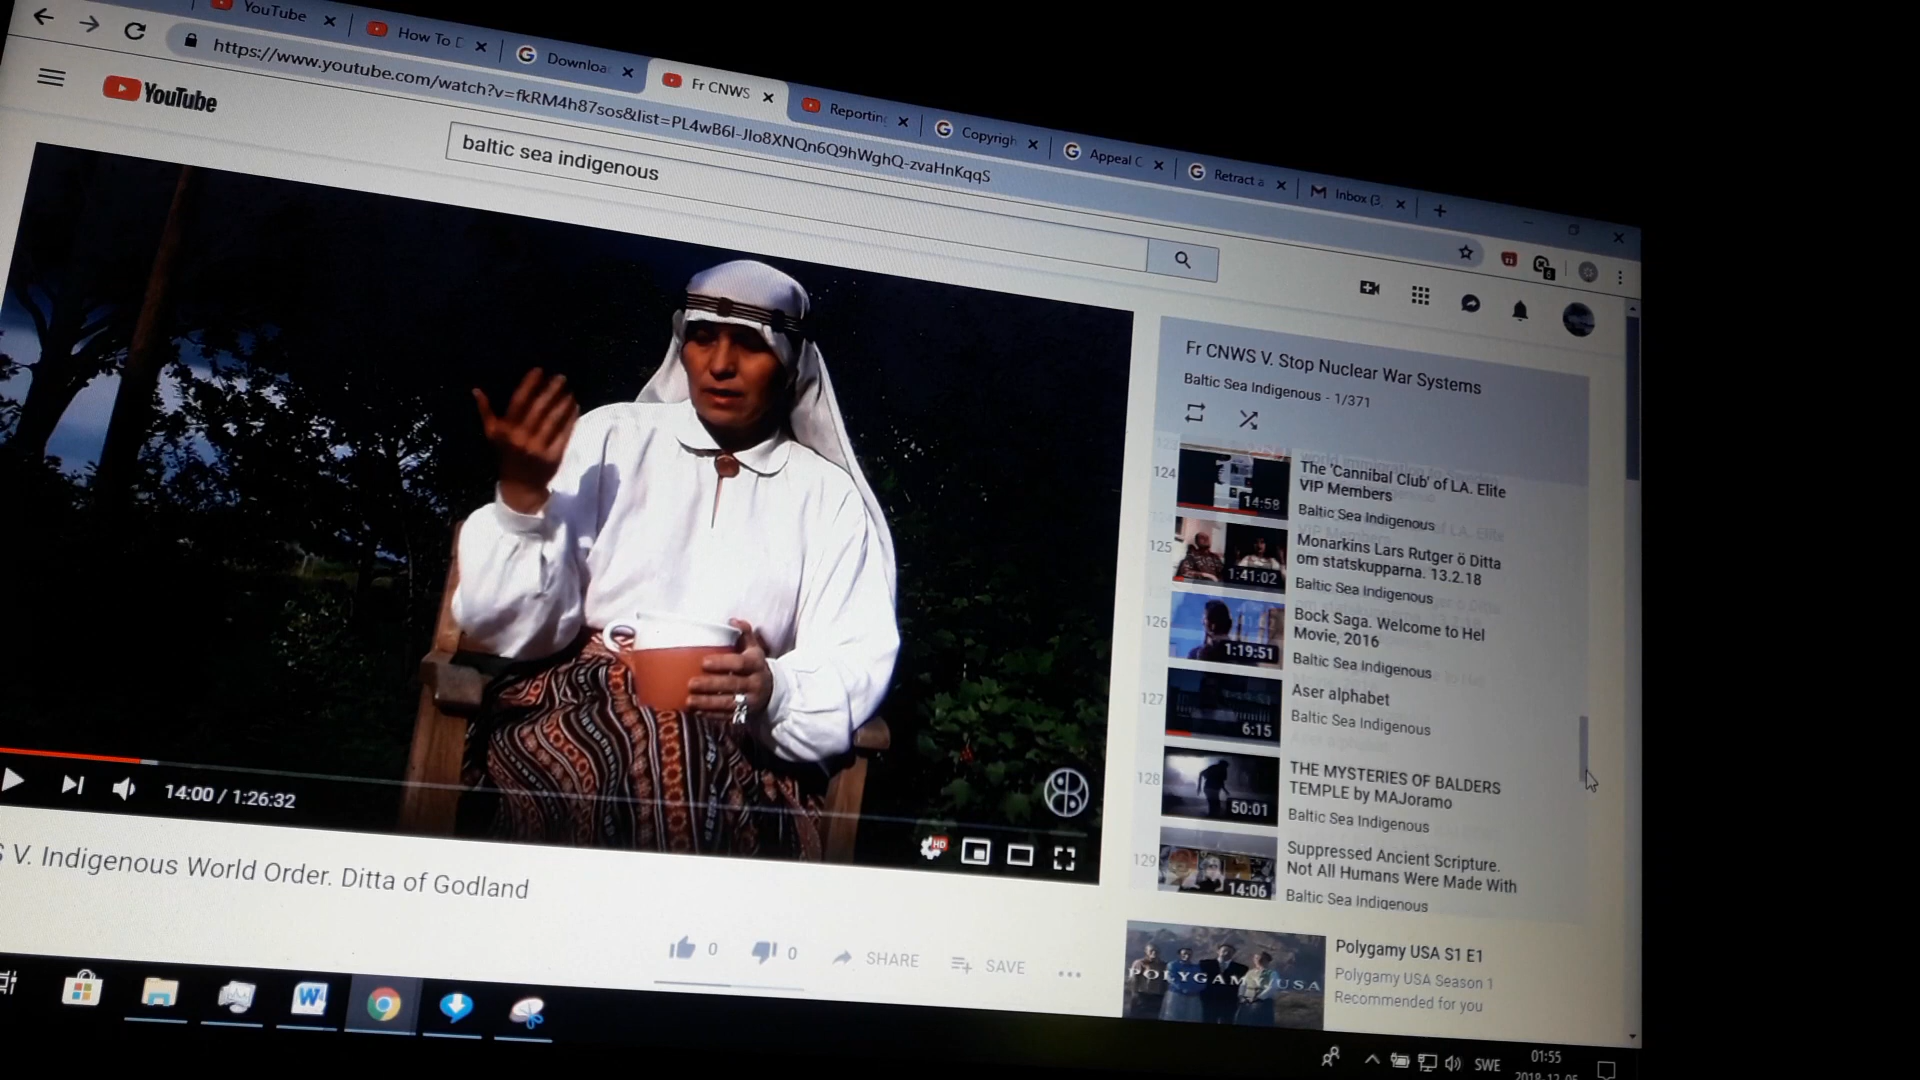 YouTube
How To D
Downloa
Fr CNWS
Reporting
Copyrigh
Appeal C
Retract a
Inbox (3
https://www.youtube.com/watch?v=fkRM4h87sos&list=PL4wB6l-Jlo8XNQn6Q9hWghQ-zvaHnKqqS
YouTube
baltic sea indigenous
14:00 / 1:26:32
HD
V. Indigenous World Order. Ditta of Godland
0
0
SHARE
SAVE
Fr CNWS V. Stop Nuclear War Systems
Baltic Sea Indigenous - 1/371
124
14:58
The 'Cannibal Club' of LA. Elite
VIP Members
Baltic Sea Indigenous
125
1:41:02
Monarkins Lars Rutger ö Ditta
om statskupparna. 13.2.18
Baltic Sea Indigenous
126
1:19:51
Bock Saga. Welcome to Hel
Movie, 2016
Baltic Sea Indigenous
127
6:15
Aser alphabet
Baltic Sea Indigenous
128
50:01
THE MYSTERIES OF BALDERS
TEMPLE by MAJoramo
Baltic Sea Indigenous
129
14:06
Suppressed Ancient Scripture.
Not All Humans Were Made With
Baltic Sea Indigenous
POLYGAMY USA
Polygamy USA S1 E1
Polygamy USA Season 1
Recommended for you
SWE
01:55